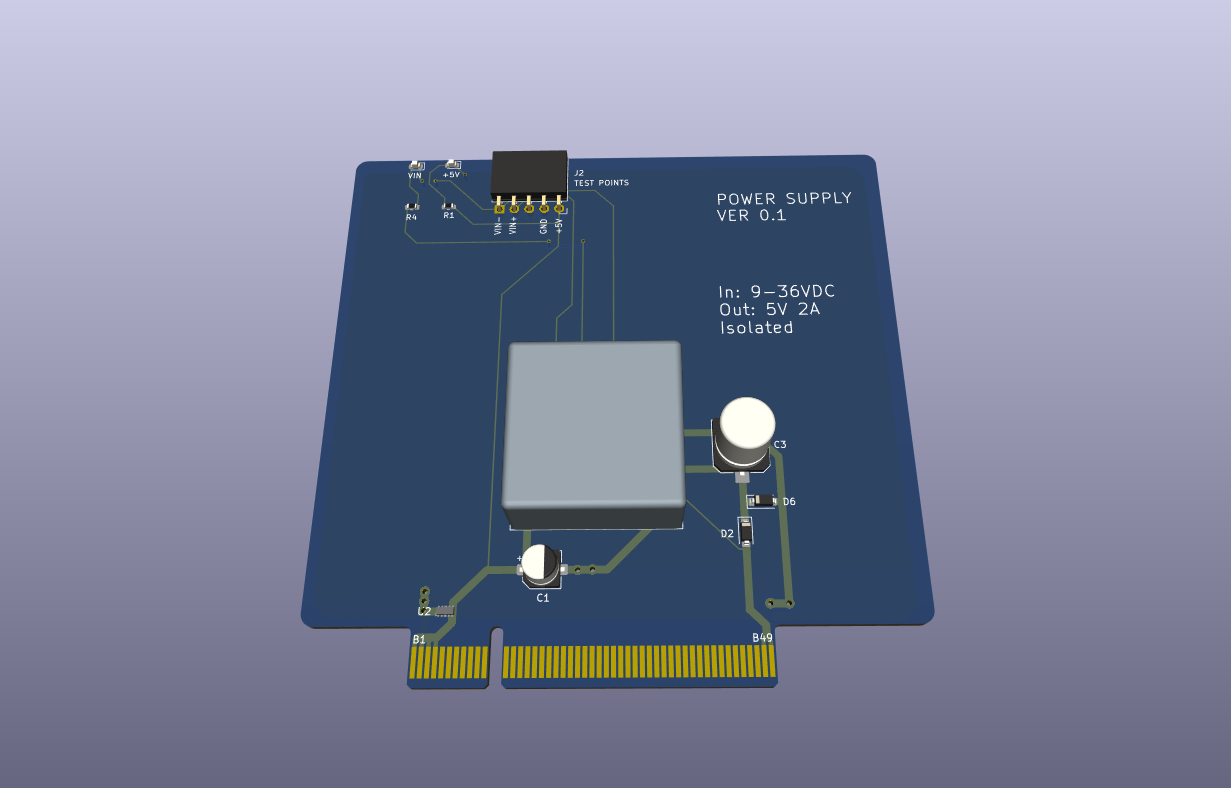 VIN
+5V
R4
R1
J2
TEST POINTS
VIN-
VIN+
GND
+5V
POWER SUPPLY
VER 0.1
In: 9-36VDC
Out: 5V 2A
Isolated
C3
D6
D2
+
C1
B1
B49